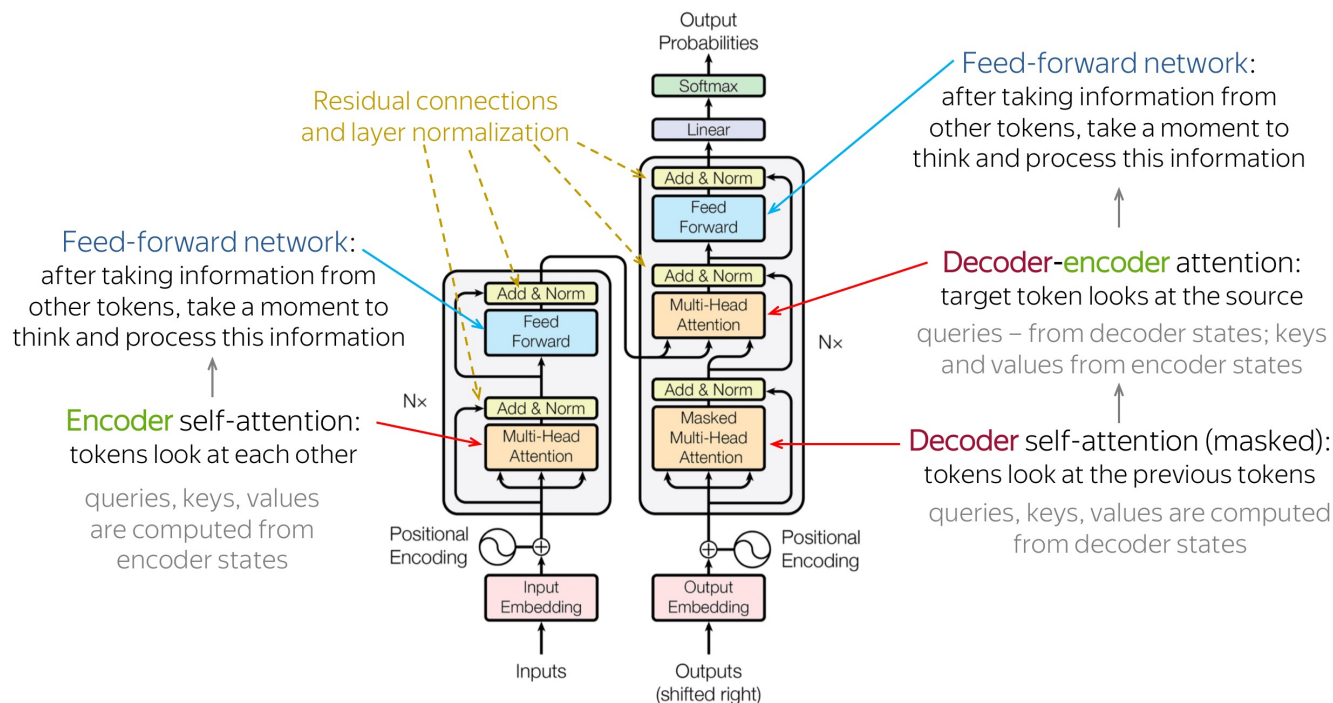 Output
Probabilities
Softmax
Linear
Add & Norm
Feed
Forward
Add & Norm
Multi-Head
Attention
Nx
Add & Norm
Masked
Multi-Head
Attention
Positional
Encoding
Output
Embedding
Outputs
(shifted right)
Residual connections
and layer normalization
Feed-forward network:
after taking information from
other tokens, take a moment to
think and process this information
Encoder self-attention:
tokens look at each other
queries, keys, values
are computed from
encoder states
Add & Norm
Feed
Forward
Nx
Add & Norm
Multi-Head
Attention
Positional
Encoding
Input
Embedding
Inputs
Feed-forward network:
after taking information from
other tokens, take a moment to
think and process this information
Decoder-encoder attention:
target token looks at the source
queries – from decoder states; keys
and values from encoder states
Decoder self-attention (masked):
tokens look at the previous tokens
queries, keys, values are computed
from decoder states